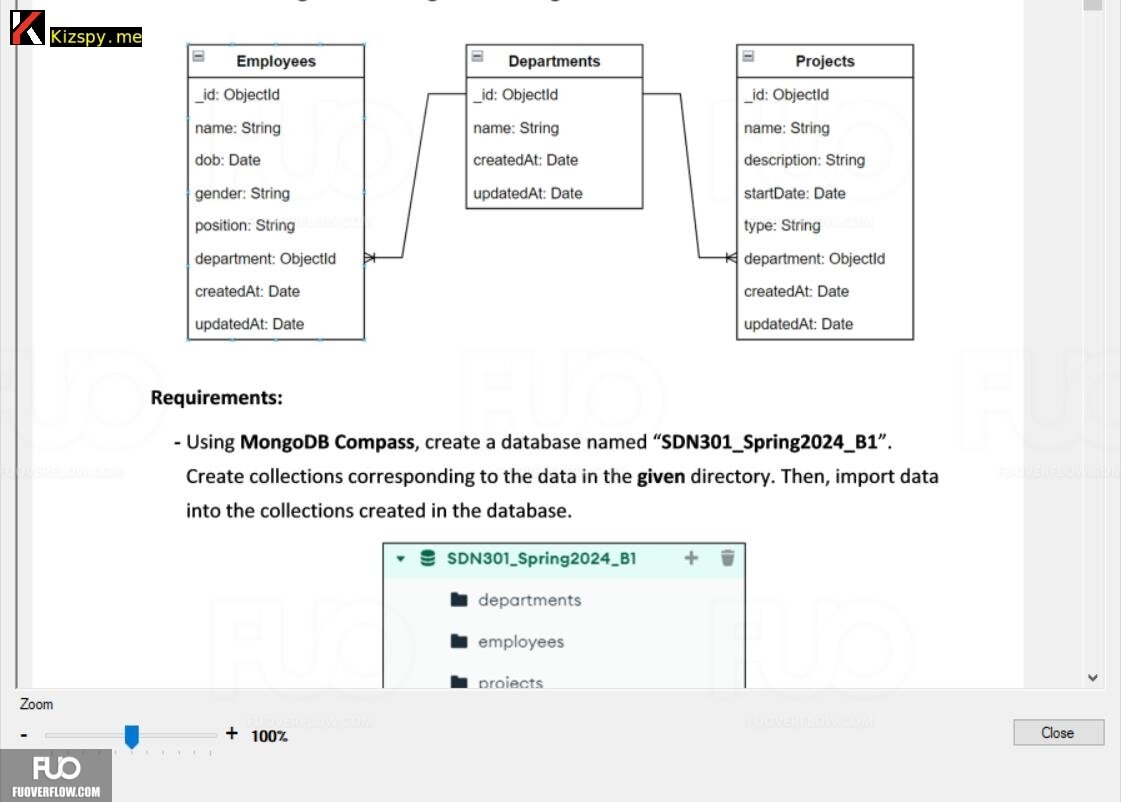 Kizspy.me
Employees
_id: ObjectId
name: String
dob: Date
gender: String
position: String
department: ObjectId
createdAt: Date
updatedAt: Date
Departments
_id: ObjectId
name: String
createdAt: Date
updatedAt: Date
Projects
_id: ObjectId
name: String
description: String
startDate: Date
type: String
department: ObjectId
createdAt: Date
updatedAt: Date
Requirements:
- Using MongoDB Compass, create a database named “SDN301_Spring2024_B1”.
Create collections corresponding to the data in the given directory. Then, import data
into the collections created in the database.
SDN301_Spring2024_B1
departments
employees
projects
Zoom
- + 100%
Close
FUO
FUOVERFLOW.COM
FUOVERFLOW.COM
FUOVERFLOW.COM